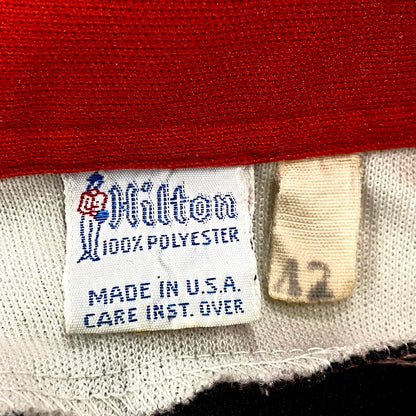 Hilton
100% POLYESTER
MADE IN U.S.A.
CARE INST. OVER
42